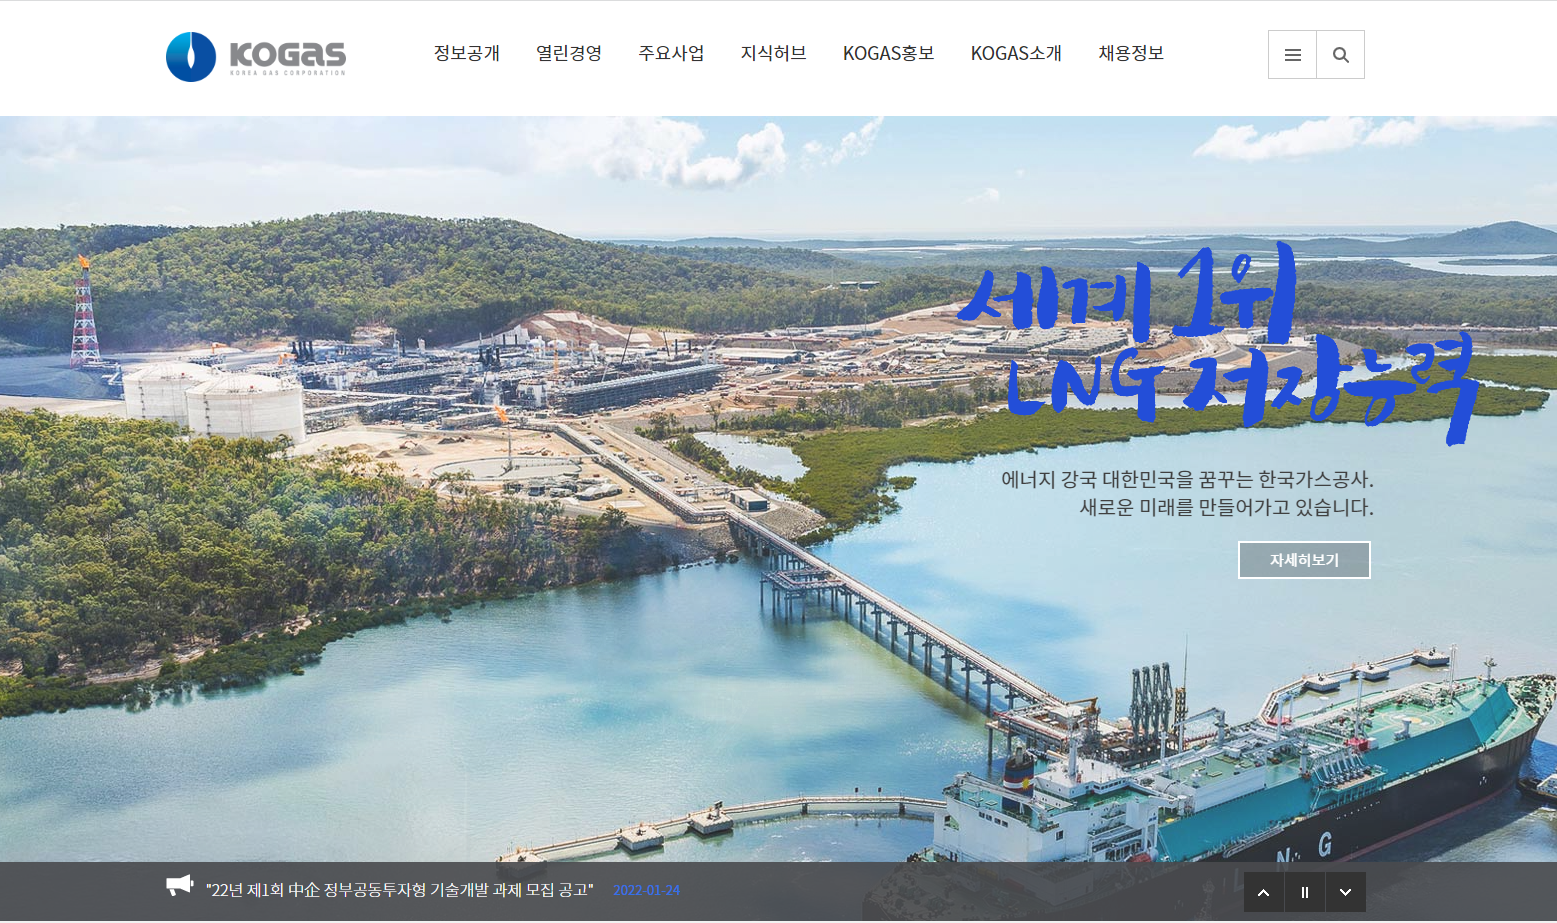 KOGAS
KOREA GAS CORPORATION
정보공개 열린경영 주요사업 지식허브 KOGAS홍보 KOGAS소개 채용정보
세계 1위
LNG 저장능력
에너지 강국 대한민국을 꿈꾸는 한국가스공사.
새로운 미래를 만들어가고 있습니다.
자세히보기
N G
"22년 제1회 中企 정부공동투자형 기술개발 과제 모집 공고" 2022-01-24